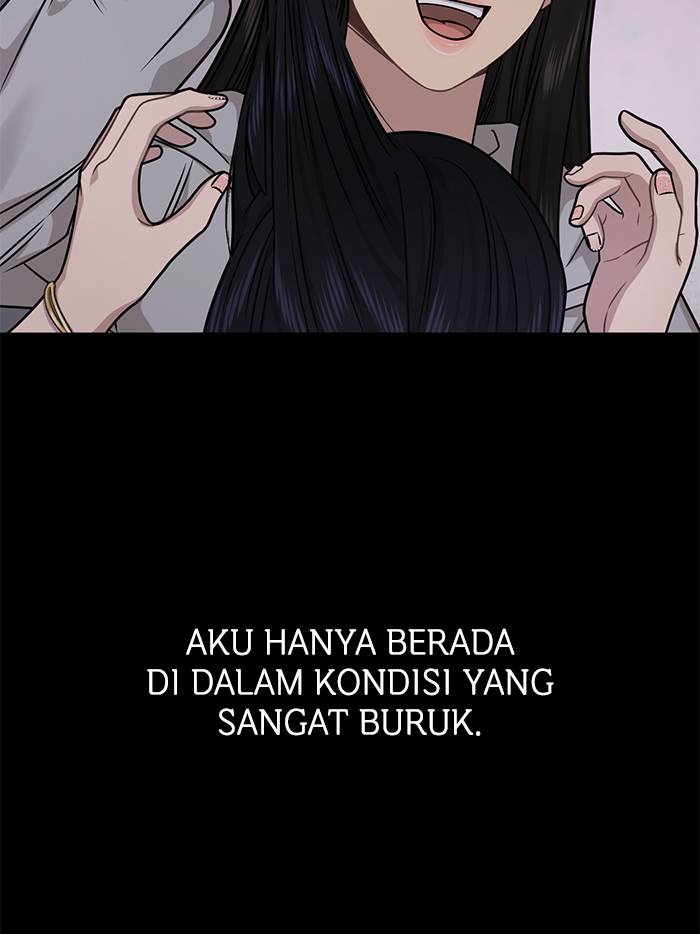 AKU HANYA BERADA
DI DALAM KONDISI YANG
SANGAT BURUK.